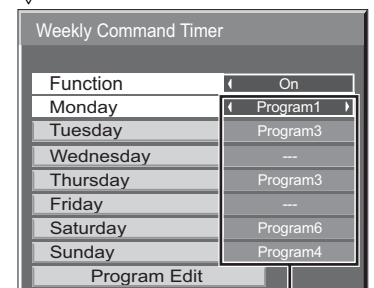 Weekly Command Timer
Function On
Monday Program1
Tuesday Program3
Wednesday ---
Thursday Program3
Friday ---
Saturday Program6
Sunday Program4
Program Edit